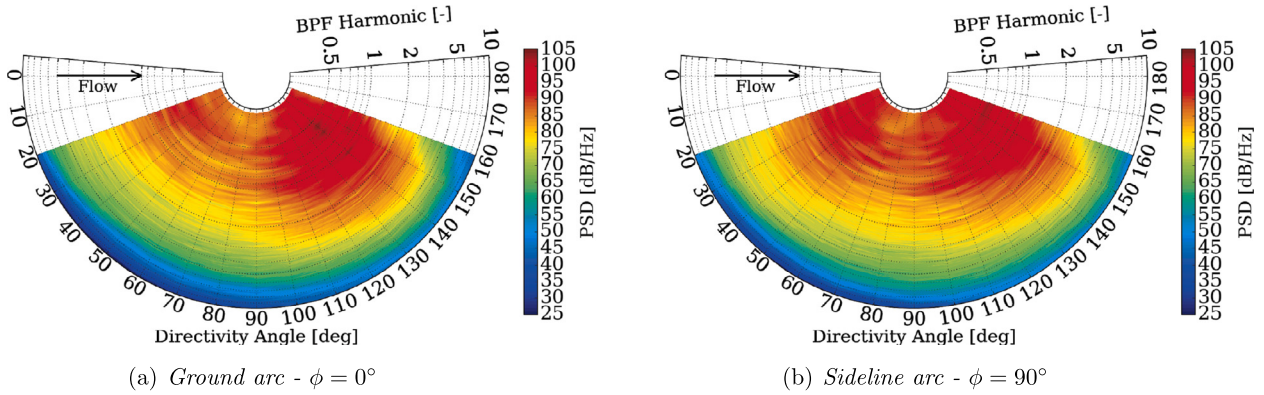 BPF Harmonic [-]
0.5 1 2 5 10
Flow
0 10 20 30 40 50 60 70 80 90 100 110 120 130 140 150 160 170 180
Directivity Angle [deg]
105
100
95
90
85
80
75
70
65
60
55
50
45
40
35
30
25
PSD [dB/Hz]
(a) Ground arc - ϕ = 0°
BPF Harmonic [-]
0.5 1 2 5 10
Flow
0 10 20 30 40 50 60 70 80 90 100 110 120 130 140 150 160 170 180
Directivity Angle [deg]
105
100
95
90
85
80
75
70
65
60
55
50
45
40
35
30
25
PSD [dB/Hz]
(b) Sideline arc - ϕ = 90°